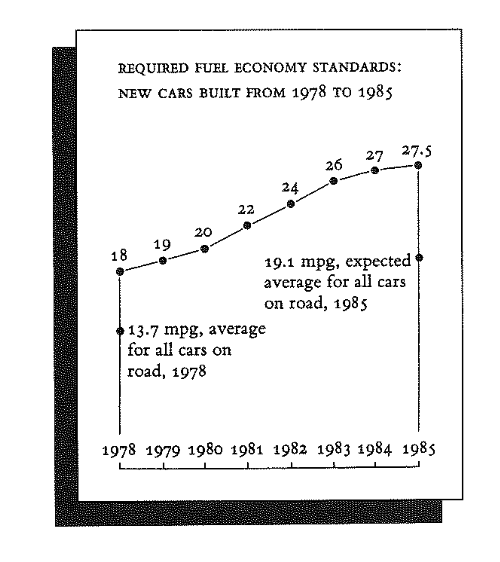 REQUIRED FUEL ECONOMY STANDARDS:
NEW CARS BUILT FROM 1978 TO 1985
18
19
20
22
24
26
27
27.5
19.1 mpg, expected
average for all cars
on road, 1985
13.7 mpg, average
for all cars on
road, 1978
1978 1979 1980 1981 1982 1983 1984 1985